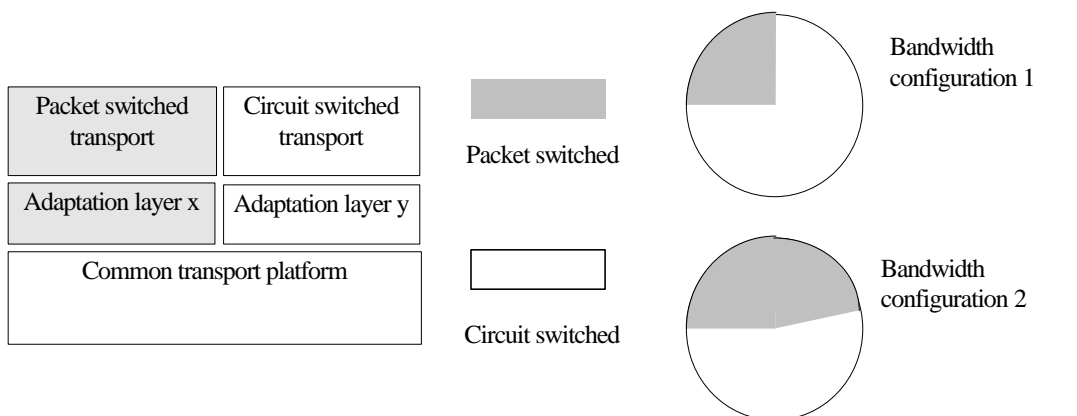 Packet switched
transport
Circuit switched
transport
Adaptation layer x
Adaptation layer y
Common transport platform
Packet switched
Circuit switched
Bandwidth
configuration 1
Bandwidth
configuration 2